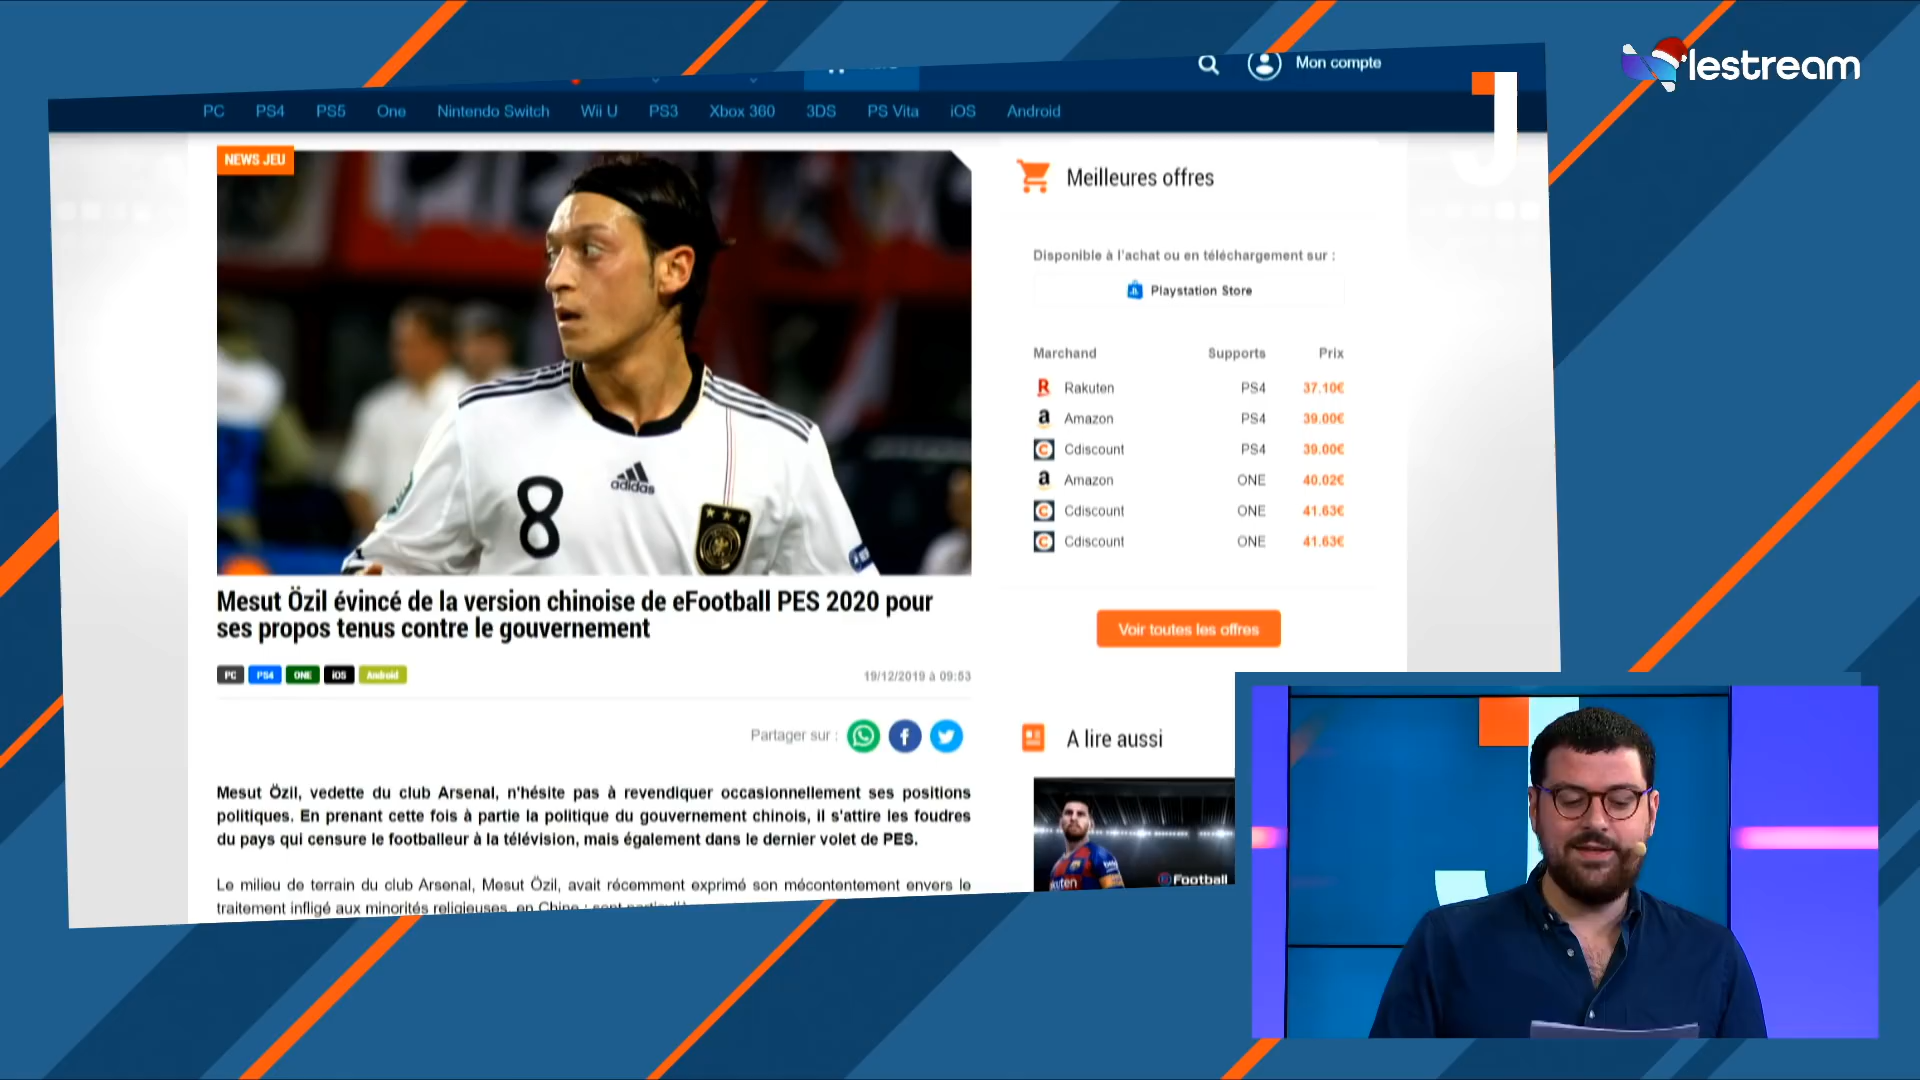 lestream
Mon compte
PC PS4 PS5 One Nintendo Switch Wii U PS3 Xbox 360 3DS PS Vita iOS Android
NEWS JEU
8
adidas
Mesut Özil évincé de la version chinoise de eFootball PES 2020 pour
ses propos tenus contre le gouvernement
PC PS4 ONE iOS Android
19/12/2019 à 09:53
Partager sur :
Mesut Özil, vedette du club Arsenal, n'hésite pas à revendiquer occasionnellement ses positions
politiques. En prenant cette fois à partie la politique du gouvernement chinois, il s'attire les foudres
du pays qui censure le footballeur à la télévision, mais également dans le dernier volet de PES.
Le milieu de terrain du club Arsenal, Mesut Özil, avait récemment exprimé son mécontentement envers le
traitement infligé aux minorités religieuses, en Chine : sont
Meilleures offres
Disponible à l'achat ou en téléchargement sur :
Playstation Store
Marchand Supports Prix
Rakuten PS4 37.10€
Amazon PS4 39.00€
Cdiscount PS4 39.00€
Amazon ONE 40.02€
Cdiscount ONE 41.63€
Cdiscount ONE 41.63€
Voir toutes les offres
A lire aussi
Football